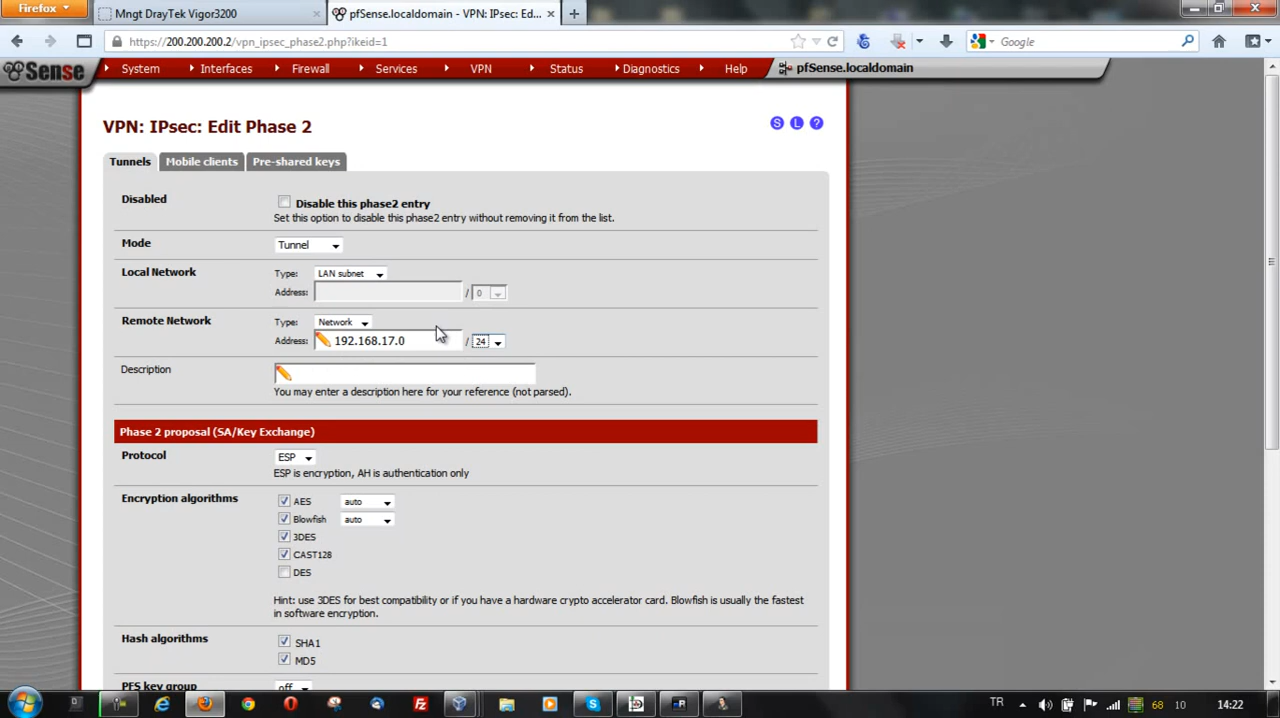 Firefox
Mngt DrayTek Vigor3200
pfSense.localdomain - VPN: IPsec: Ed...
https://200.200.200.2/vpn_ipsec_phase2.php?ikeid=1
Google
Sense
System
Interfaces
Firewall
Services
VPN
Status
Diagnostics
Help
pfSense.localdomain
VPN: IPsec: Edit Phase 2
S L ?
Tunnels
Mobile clients
Pre-shared keys
Disabled
Disable this phase2 entry
Set this option to disable this phase2 entry without removing it from the list.
Mode
Tunnel
Local Network
Type: LAN subnet
Address: / 0
Remote Network
Type: Network
Address: 192.168.17.0 / 24
Description
You may enter a description here for your reference (not parsed).
Phase 2 proposal (SA/Key Exchange)
Protocol
ESP
ESP is encryption, AH is authentication only
Encryption algorithms
AES auto
Blowfish auto
3DES
CAST128
DES
Hint: use 3DES for best compatibility or if you have a hardware crypto accelerator card. Blowfish is usually the fastest
in software encryption.
Hash algorithms
SHA1
MD5
PFS key group
off
TR
68
10
14:22